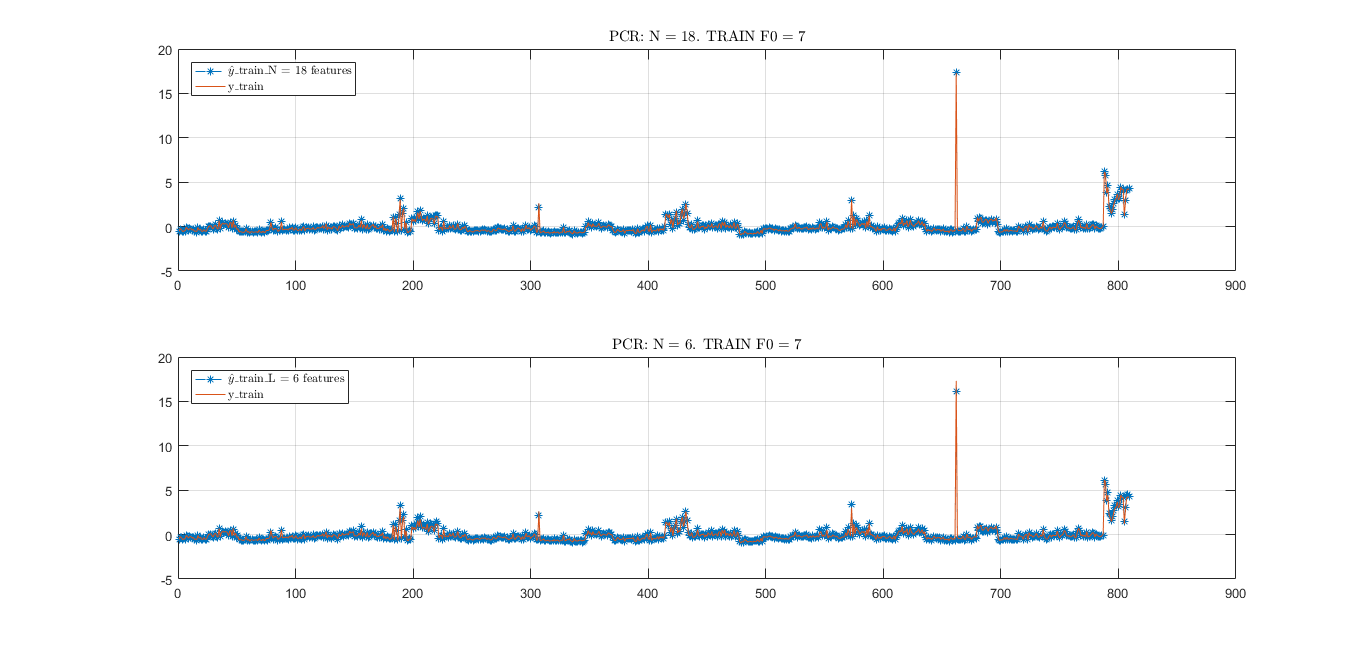 PCR: N = 18. TRAIN F0 = 7
20
15
10
5
0
-5
ŷ_train_N = 18 features
y_train
0 100 200 300 400 500 600 700 800 900
PCR: N = 6. TRAIN F0 = 7
20
15
10
5
0
-5
ŷ_train_L = 6 features
y_train
0 100 200 300 400 500 600 700 800 900